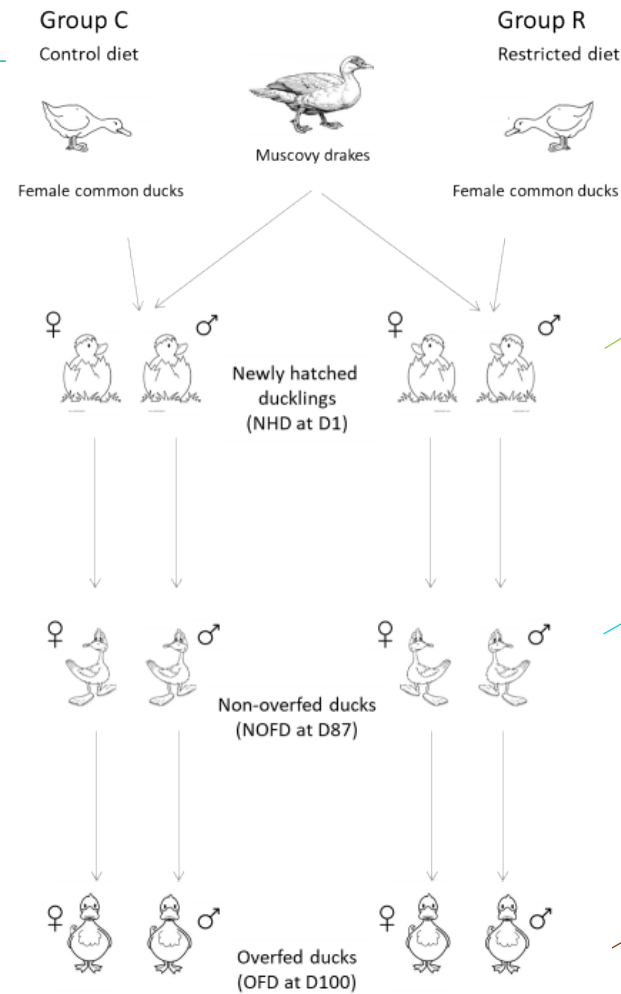 Group C
Control diet
Group R
Restricted diet
Muscovy drakes
Female common ducks
Female common ducks
♀
♂
♀
♂
Newly hatched
ducklings
(NHD at D1)
♀
♂
♀
♂
Non-overfed ducks
(NOFD at D87)
♀
♂
♀
♂
Overfed ducks
(OFD at D100)